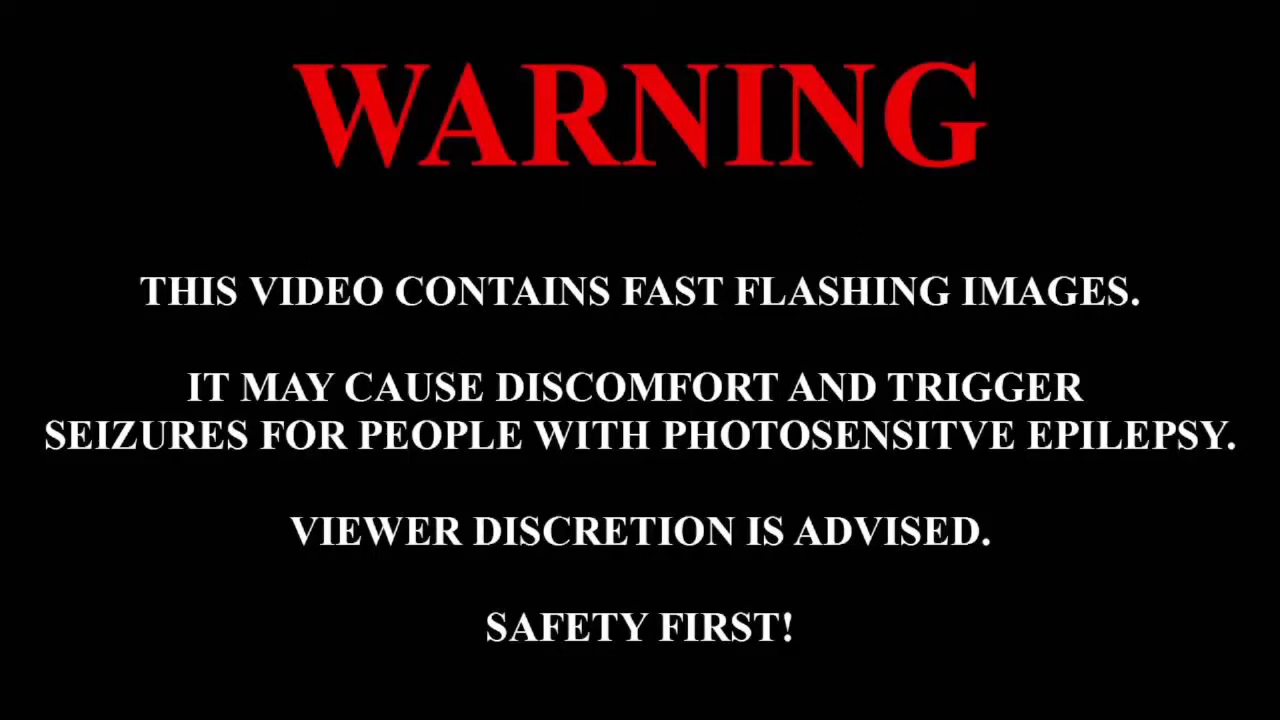 WARNING
THIS VIDEO CONTAINS FAST FLASHING IMAGES.
IT MAY CAUSE DISCOMFORT AND TRIGGER
SEIZURES FOR PEOPLE WITH PHOTOSENSITVE EPILEPSY.
VIEWER DISCRETION IS ADVISED.
SAFETY FIRST!